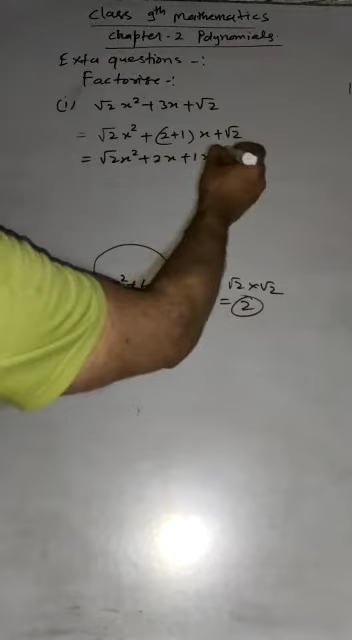 Class 9th Mathematics
Chapter-2 Polynomials.
Exta questions -:
Factorise -:
(i) √2 x² + 3x + √2
= √2 x² + (2+1) x + √2
= √2x² + 2x + 1x
√2 × √2
= 2